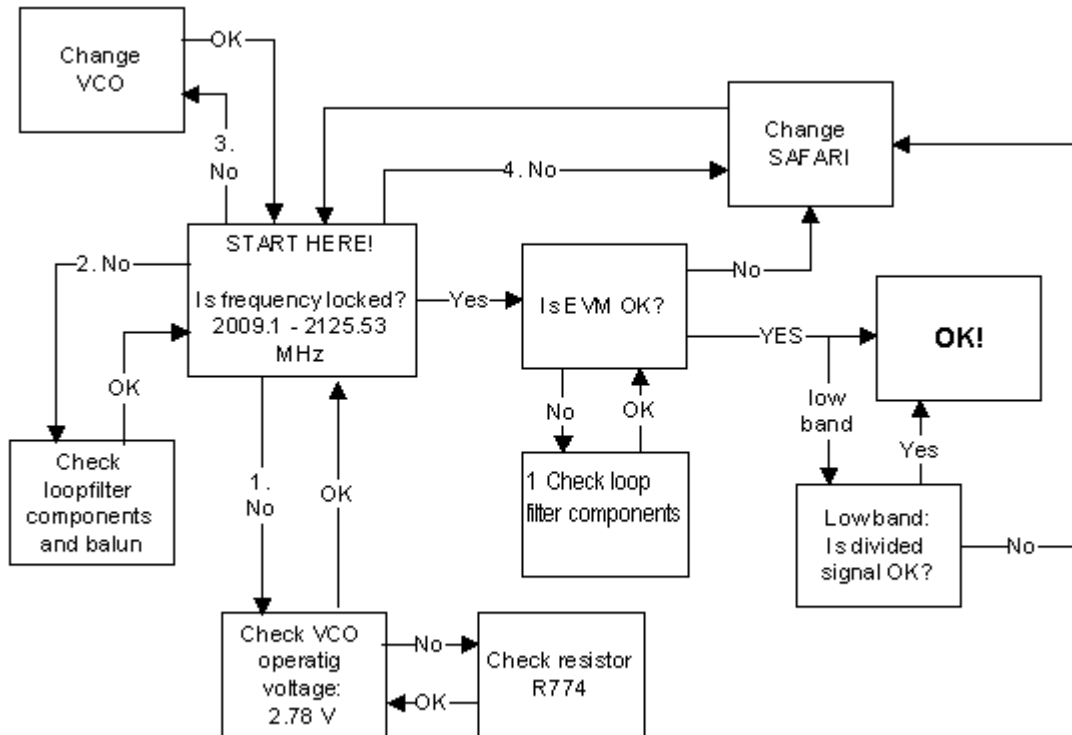 Change
VCO
OK
3.
No
Change
SAFARI
4. No
START HERE!
Is frequency locked?
2009.1 - 2125.53
MHz
2. No
OK
Yes
Is EVM OK?
No
YES
OK!
low
band
Yes
No
OK
1 Check loop
filter components
Check
loopfilter
components
and balun
1.
No
OK
Low band:
Is divided
signal OK?
No
Check VCO
operatig
voltage:
2.78 V
No
OK
Check resistor
R774